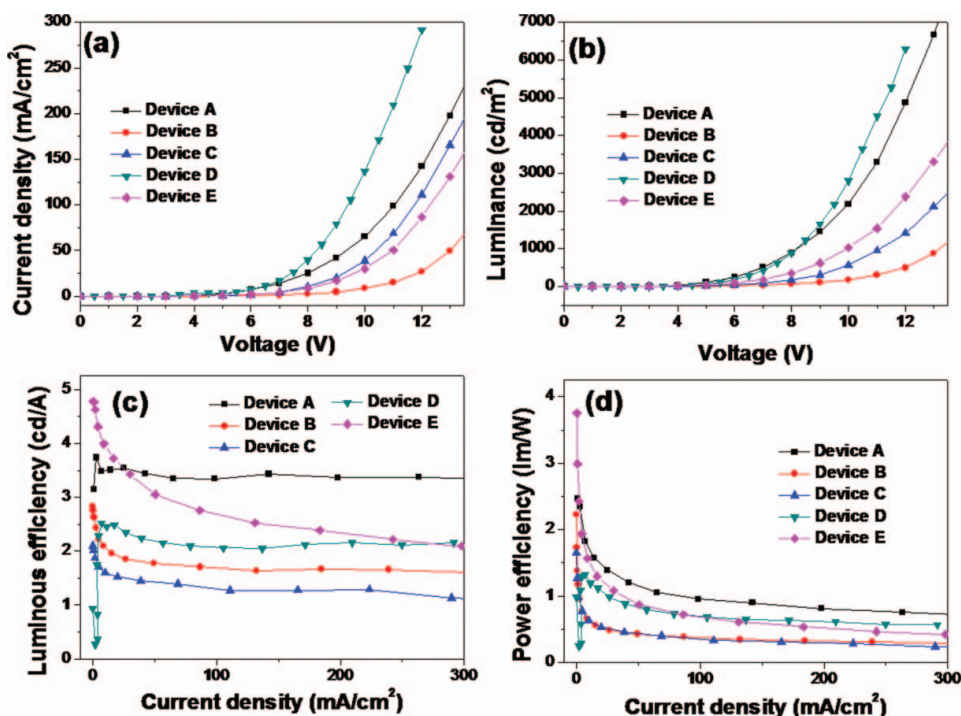 (a)
Current density (mA/cm²)
300
250
200
150
100
50
0
Device A
Device B
Device C
Device D
Device E
0 2 4 6 8 10 12
Voltage (V)
(b)
Luminance (cd/m²)
7000
6000
5000
4000
3000
2000
1000
0
Device A
Device B
Device C
Device D
Device E
0 2 4 6 8 10 12
Voltage (V)
(c)
Luminous efficiency (cd/A)
5
4
3
2
1
0
Device A
Device B
Device C
Device D
Device E
0 100 200 300
Current density (mA/cm²)
(d)
Power efficiency (lm/W)
4
3
2
1
0
Device A
Device B
Device C
Device D
Device E
0 100 200 300
Current density (mA/cm²)